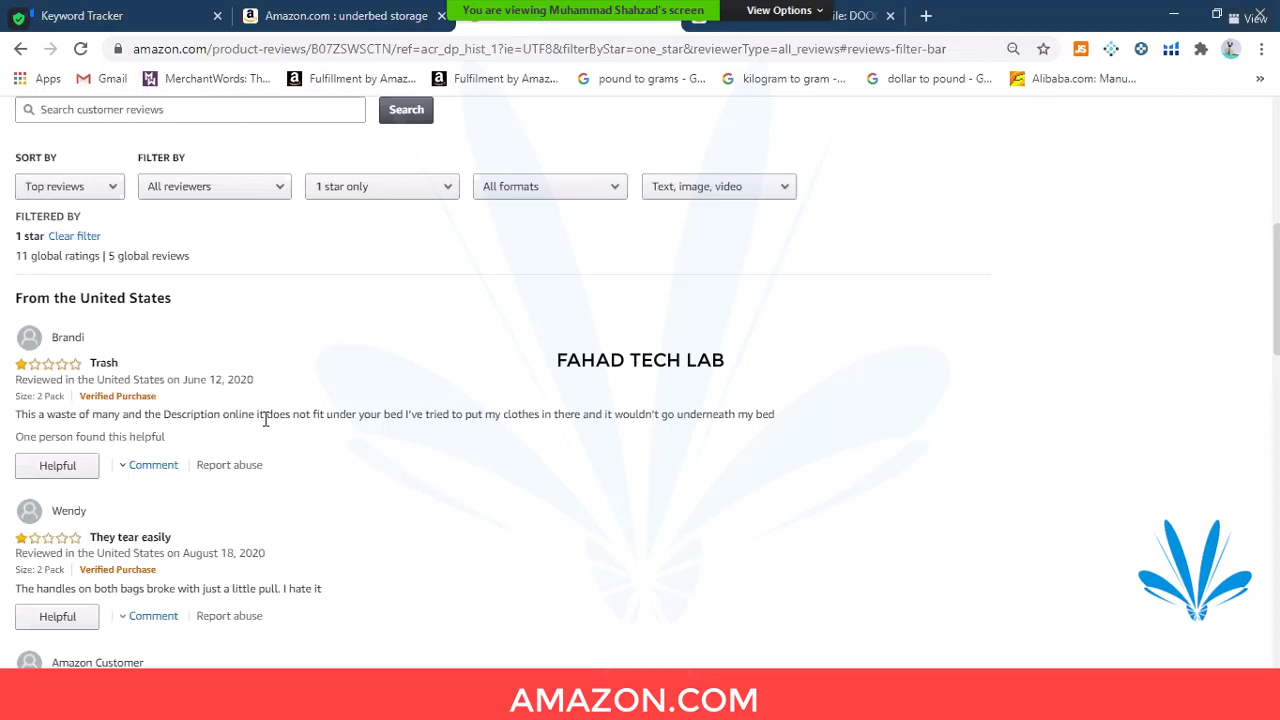 Keyword Tracker
Amazon.com : underbed storage
You are viewing Muhammad Shahzad's screen
View Options
ile: DOO
View
amazon.com/product-reviews/B07ZSWSCTN/ref=acr_dp_hist_1?ie=UTF8&filterByStar=one_star&reviewerType=all_reviews#reviews-filter-bar
Apps
Gmail
MerchantWords: Th...
Fulfillment by Amaz...
Fulfilment by Amaz...
pound to grams - G...
kilogram to gram -...
dollar to pound - G...
Alibaba.com: Manu...
Search customer reviews
Search
SORT BY
FILTER BY
Top reviews
All reviewers
1 star only
All formats
Text, image, video
FILTERED BY
1 star Clear filter
11 global ratings | 5 global reviews
From the United States
Brandi
Trash
Reviewed in the United States on June 12, 2020
Size: 2 Pack | Verified Purchase
This a waste of many and the Description online it does not fit under your bed I've tried to put my clothes in there and it wouldn't go underneath my bed
One person found this helpful
Helpful
Comment
Report abuse
FAHAD TECH LAB
Wendy
They tear easily
Reviewed in the United States on August 18, 2020
Size: 2 Pack | Verified Purchase
The handles on both bags broke with just a little pull. I hate it
Helpful
Comment
Report abuse
Amazon Customer
AMAZON.COM